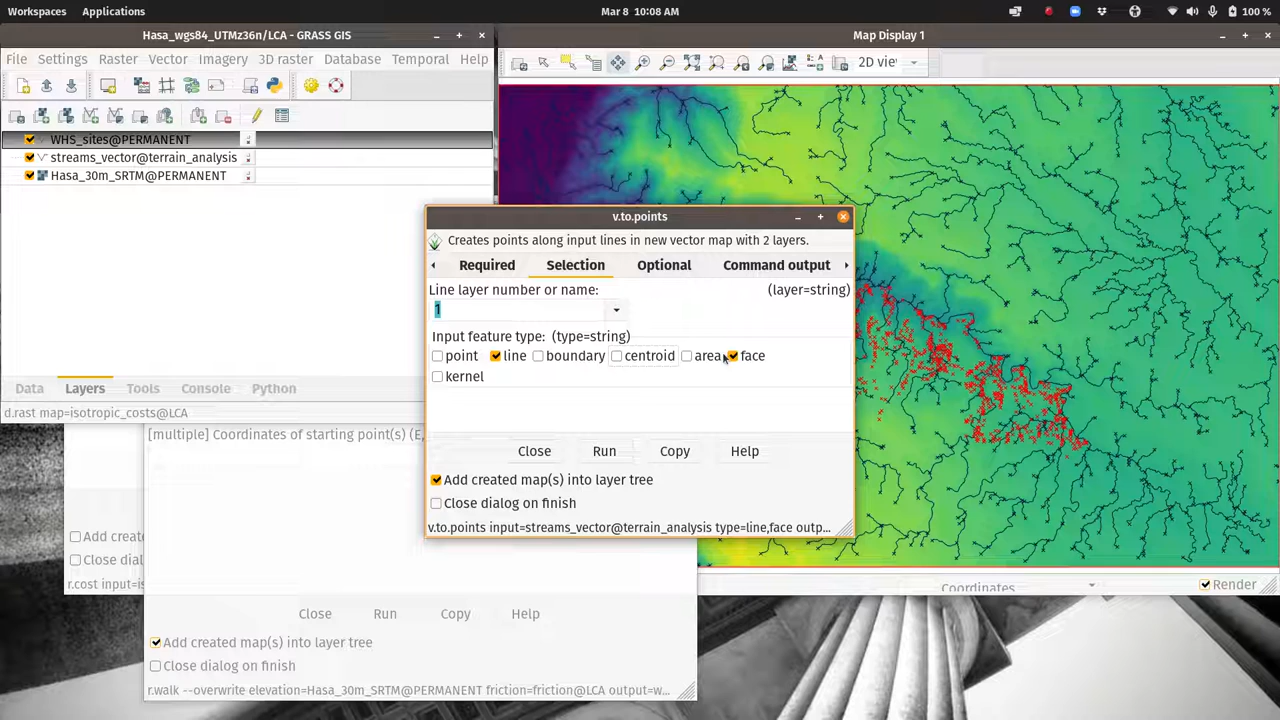 Workspaces Applications Mar 8 10:08 AM 100 %
Hasa_wgs84_UTMz36n/LCA - GRASS GIS
File Settings Raster Vector Imagery 3D raster Database Temporal Help
WHS_sites@PERMANENT
streams_vector@terrain_analysis
Hasa_30m_SRTM@PERMANENT
Data Layers Tools Console Python
d.rast map=isotropic_costs@LCA
Map Display 1
2D vie
v.to.points
Creates points along input lines in new vector map with 2 layers.
Required Selection Optional Command output
Line layer number or name: (layer=string)
1
Input feature type: (type=string)
point line boundary centroid area face
kernel
Close Run Copy Help
Add created map(s) into layer tree
Close dialog on finish
v.to.points input=streams_vector@terrain_analysis type=line,face outp...
[multiple] Coordinates of starting point(s) (E,
Add create
Close dial
r.cost input=i
Close Run Copy Help
Add created map(s) into layer tree
Close dialog on finish
r.walk --overwrite elevation=Hasa_30m_SRTM@PERMANENT friction=friction@LCA output=w...
Coordinates
Render